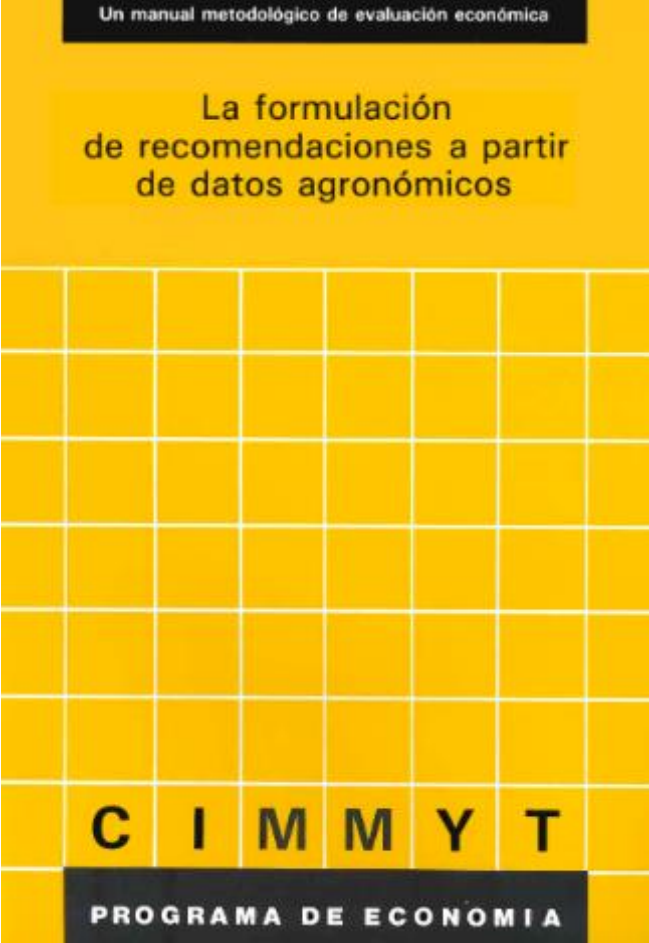 Un manual metodológico de evaluación económica
La formulación
de recomendaciones a partir
de datos agronómicos
C I M M Y T
PROGRAMA DE ECONOMIA